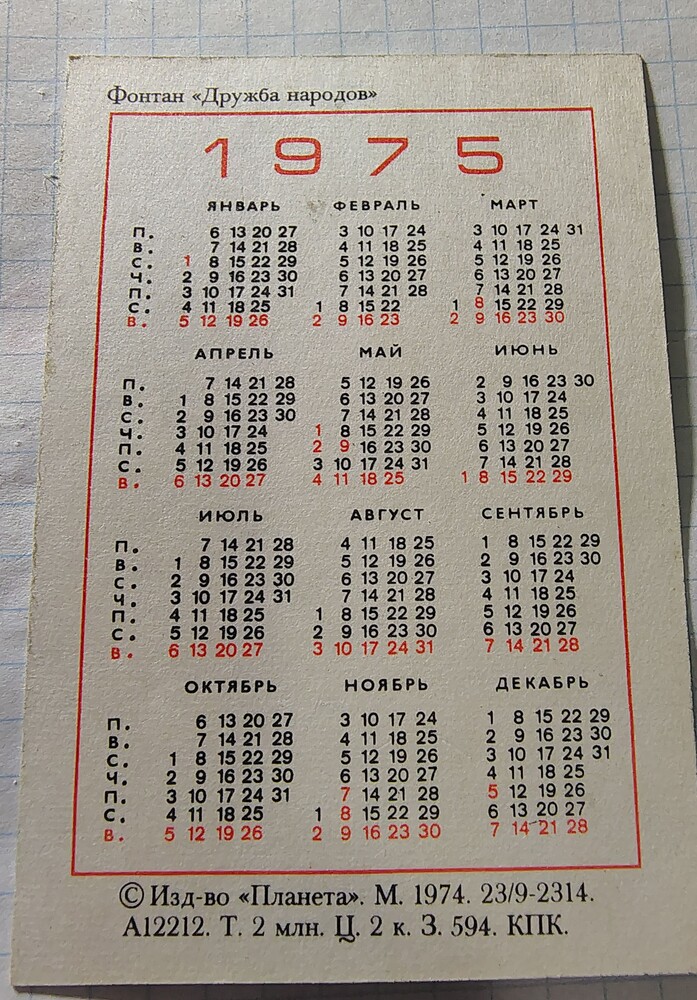 Фонтан «Дружба народов»
1975
ЯНВАРЬ ФЕВРАЛЬ МАРТ
П. 6 13 20 27 3 10 17 24 3 10 17 24 31
В. 7 14 21 28 4 11 18 25 4 11 18 25
С. 1 8 15 22 29 5 12 19 26 5 12 19 26
Ч. 2 9 16 23 30 6 13 20 27 6 13 20 27
П. 3 10 17 24 31 7 14 21 28 7 14 21 28
С. 4 11 18 25 1 8 15 22 1 8 15 22 29
В. 5 12 19 26 2 9 16 23 2 9 16 23 30
АПРЕЛЬ МАЙ ИЮНЬ
П. 7 14 21 28 5 12 19 26 2 9 16 23 30
В. 1 8 15 22 29 6 13 20 27 3 10 17 24
С. 2 9 16 23 30 7 14 21 28 4 11 18 25
Ч. 3 10 17 24 1 8 15 22 29 5 12 19 26
П. 4 11 18 25 2 9 16 23 30 6 13 20 27
С. 5 12 19 26 3 10 17 24 31 7 14 21 28
В. 6 13 20 27 4 11 18 25 1 8 15 22 29
ИЮЛЬ АВГУСТ СЕНТЯБРЬ
П. 7 14 21 28 4 11 18 25 1 8 15 22 29
В. 1 8 15 22 29 5 12 19 26 2 9 16 23 30
С. 2 9 16 23 30 6 13 20 27 3 10 17 24
Ч. 3 10 17 24 31 7 14 21 28 4 11 18 25
П. 4 11 18 25 1 8 15 22 29 5 12 19 26
С. 5 12 19 26 2 9 16 23 30 6 13 20 27
В. 6 13 20 27 3 10 17 24 31 7 14 21 28
ОКТЯБРЬ НОЯБРЬ ДЕКАБРЬ
П. 6 13 20 27 3 10 17 24 1 8 15 22 29
В. 7 14 21 28 4 11 18 25 2 9 16 23 30
С. 1 8 15 22 29 5 12 19 26 3 10 17 24 31
Ч. 2 9 16 23 30 6 13 20 27 4 11 18 25
П. 3 10 17 24 31 7 14 21 28 5 12 19 26
С. 4 11 18 25 1 8 15 22 29 6 13 20 27
В. 5 12 19 26 2 9 16 23 30 7 14 21 28
© Изд-во «Планета». М. 1974. 23/9-2314.
А12212. Т. 2 млн. Ц. 2 к. З. 594. КПК.